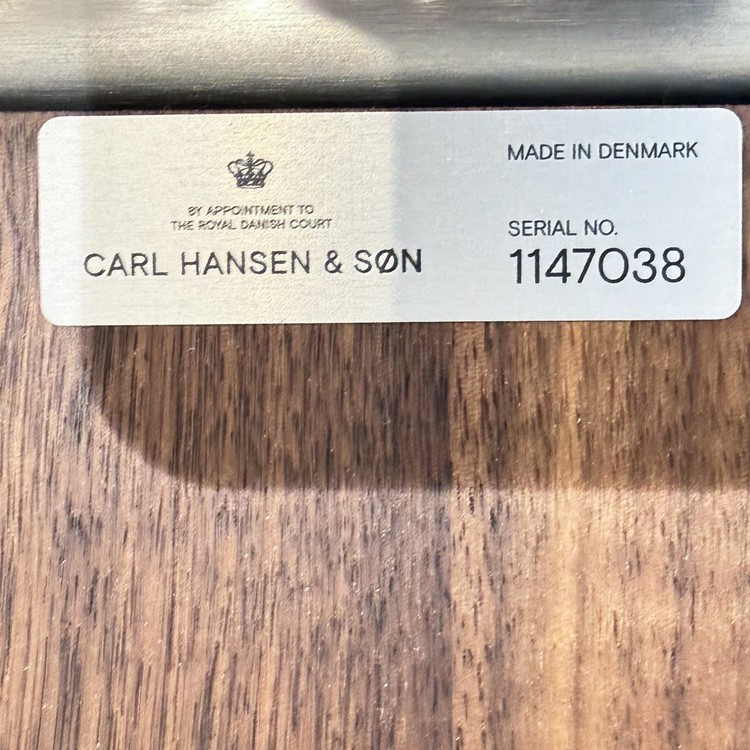 BY APPOINTMENT TO
THE ROYAL DANISH COURT
CARL HANSEN & SØN
MADE IN DENMARK
SERIAL NO.
1147038